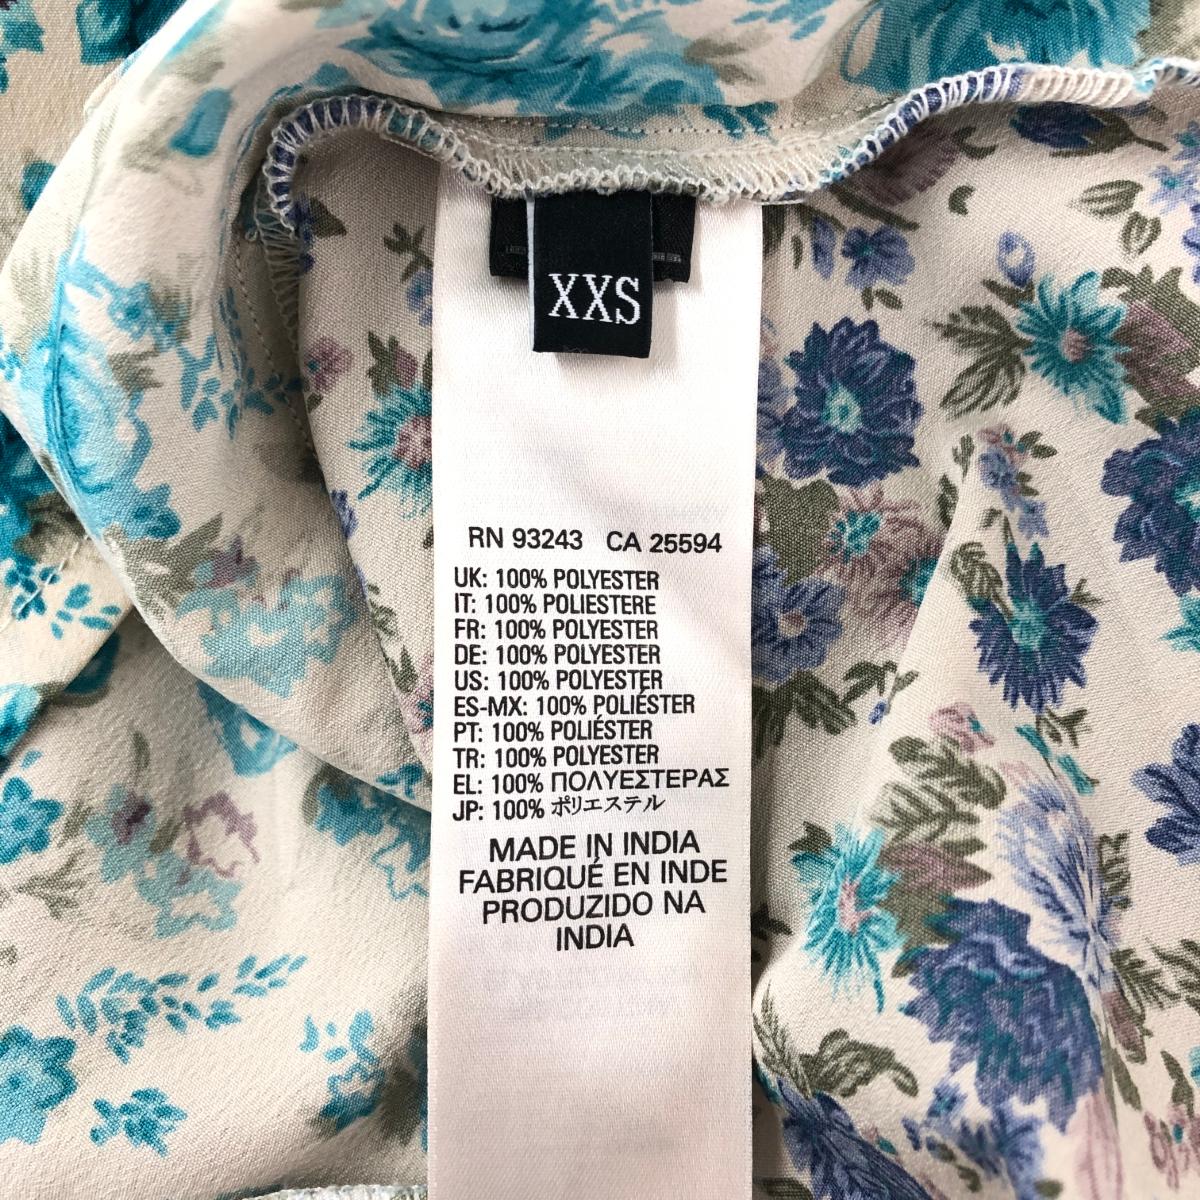 XXS
RN 93243 CA 25594
UK: 100% POLYESTER
IT: 100% POLIESTERE
FR: 100% POLYESTER
DE: 100% POLYESTER
US: 100% POLYESTER
ES-MX: 100% POLIÉSTER
PT: 100% POLIÉSTER
TR: 100% POLYESTER
EL: 100% ΠΟΛΥΕΣΤΕΡΑΣ
JP: 100% ポリエステル
MADE IN INDIA
FABRIQUÉ EN INDE
PRODUZIDO NA
INDIA